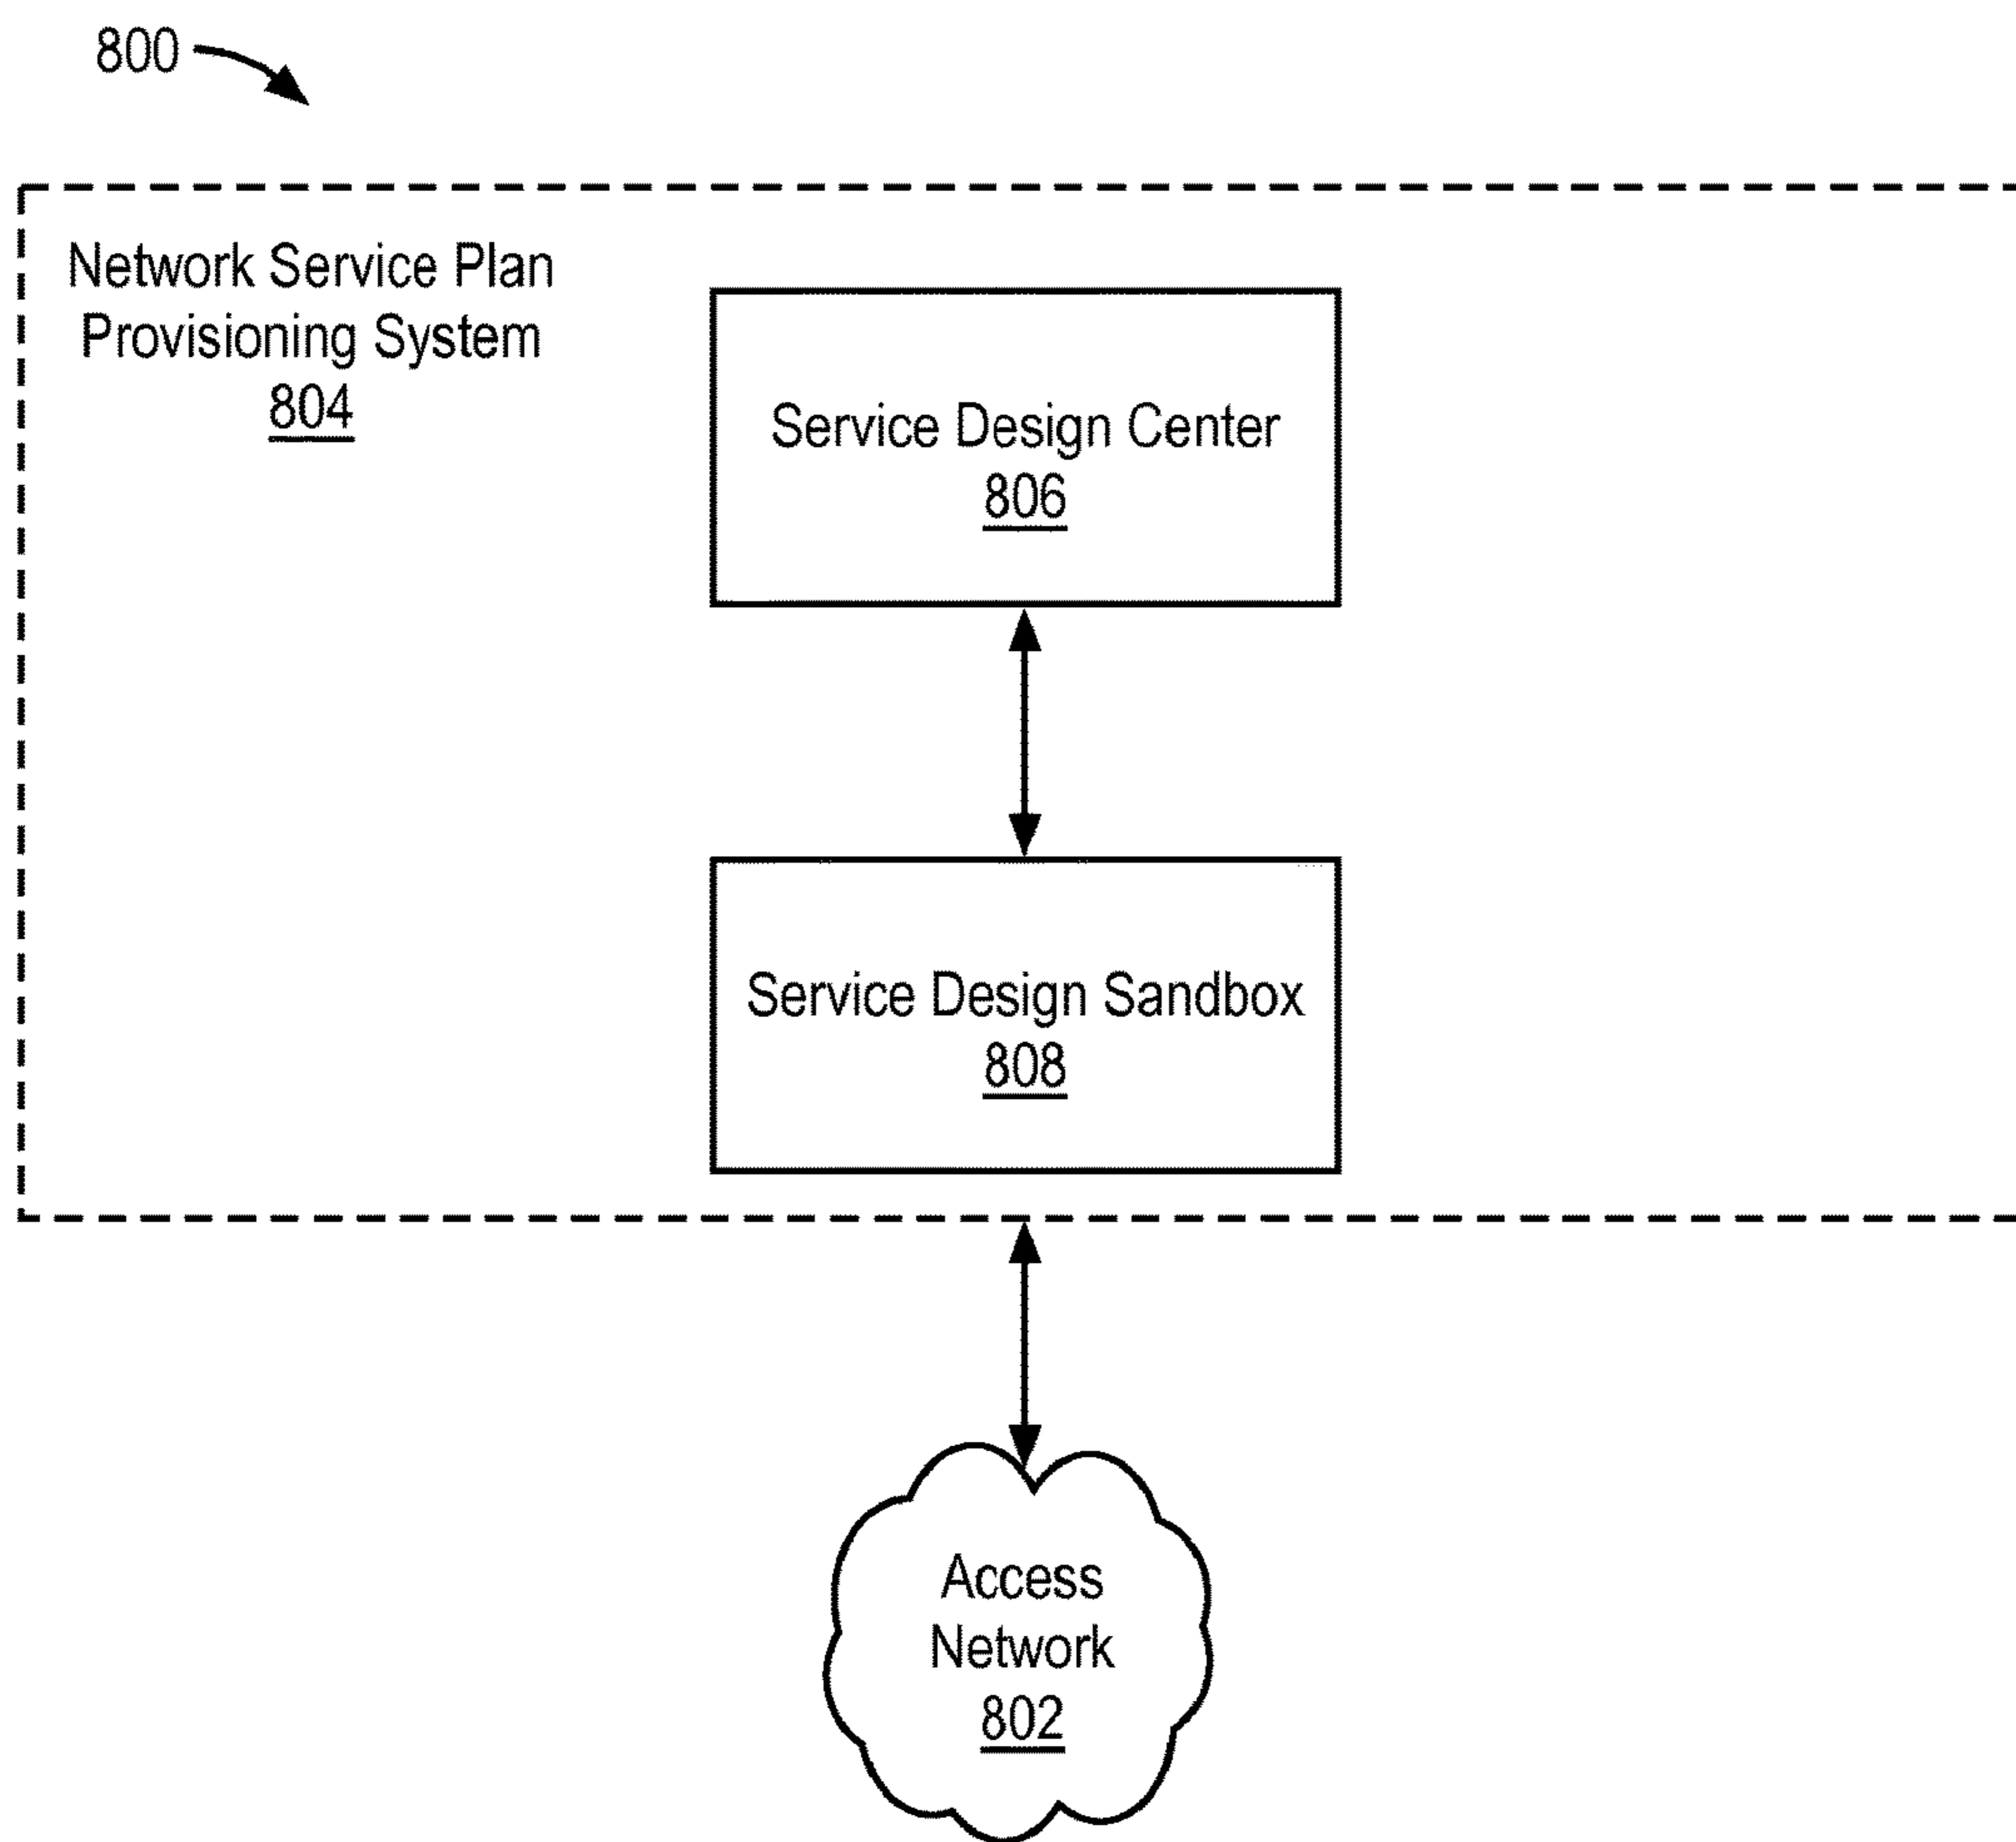 800
Network Service Plan
Provisioning System
804
Service Design Center
806
Service Design Sandbox
808
Access
Network
802